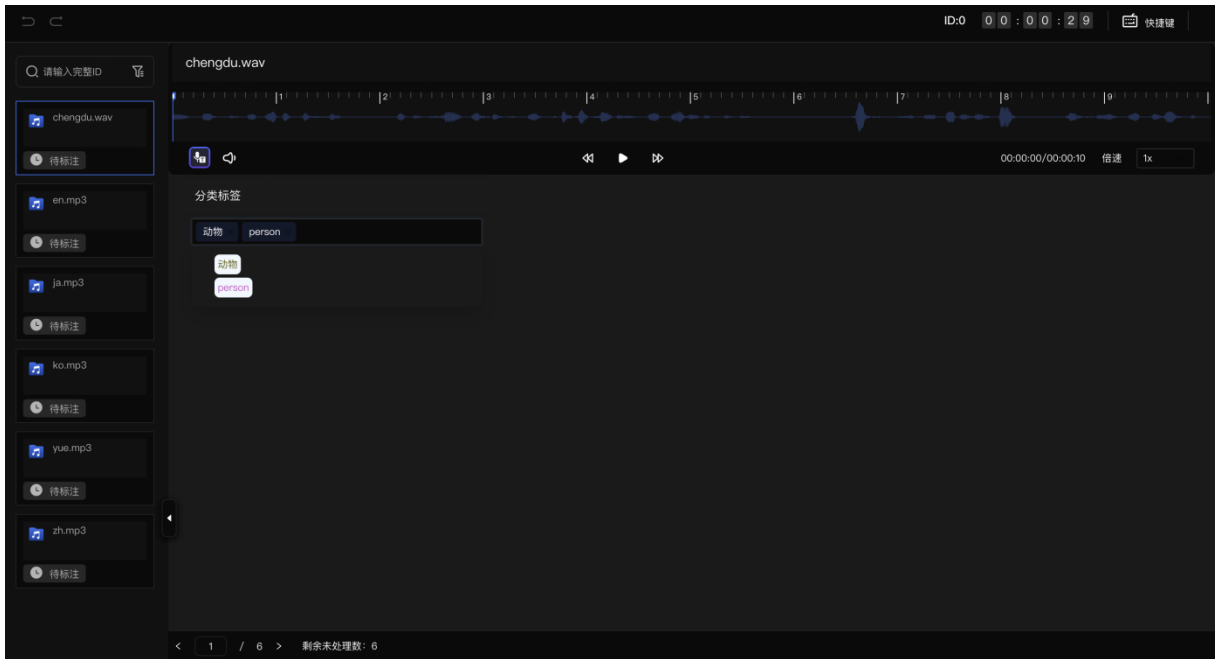 ID:0 00:00:29 快捷键
请输入完整ID
chengdu.wav
待标注
en.mp3
待标注
ja.mp3
待标注
ko.mp3
待标注
yue.mp3
待标注
zh.mp3
待标注
chengdu.wav
1 2 3 4 5 6 7 8 9
00:00:00/00:00:10 倍速 1x
分类标签
动物 person
动物
person
< 1 / 6 > 剩余未处理数: 6